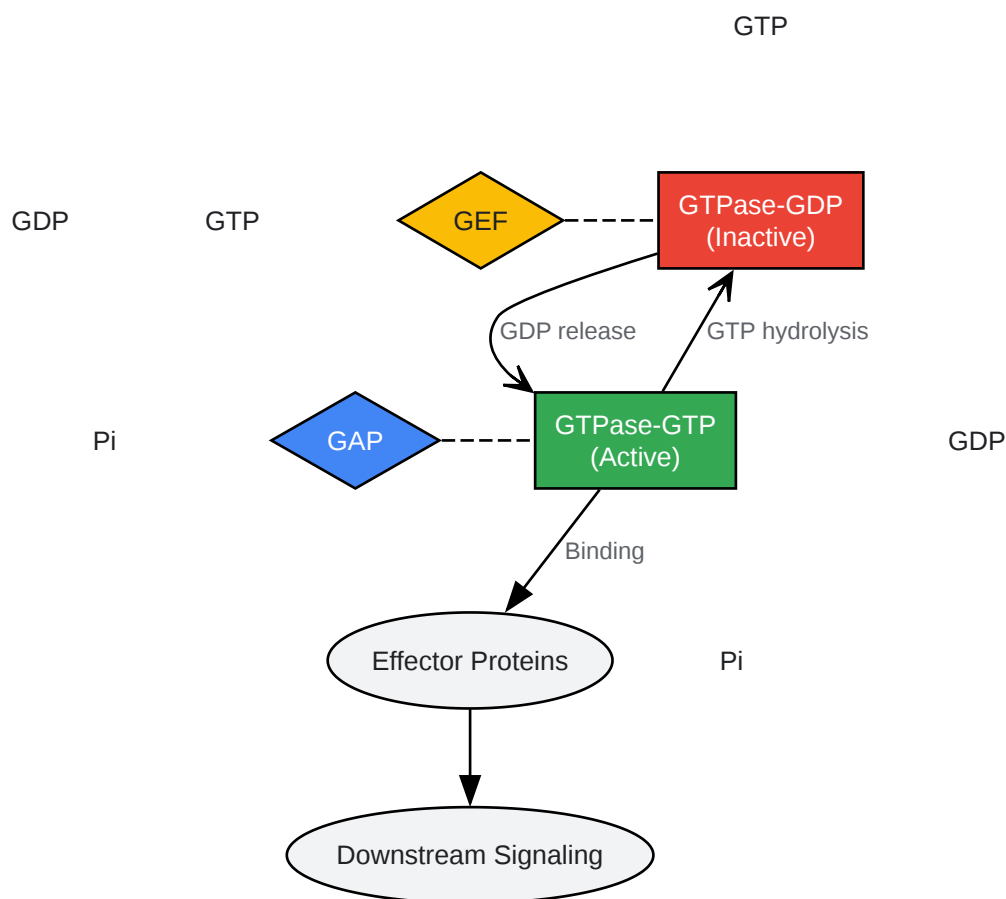 GTP
GDP
GTP
GEF
GTPase-GDP
(Inactive)
GDP release
GTP hydrolysis
Pi
GAP
GTPase-GTP
(Active)
GDP
Binding
Effector Proteins
Pi
Downstream Signaling